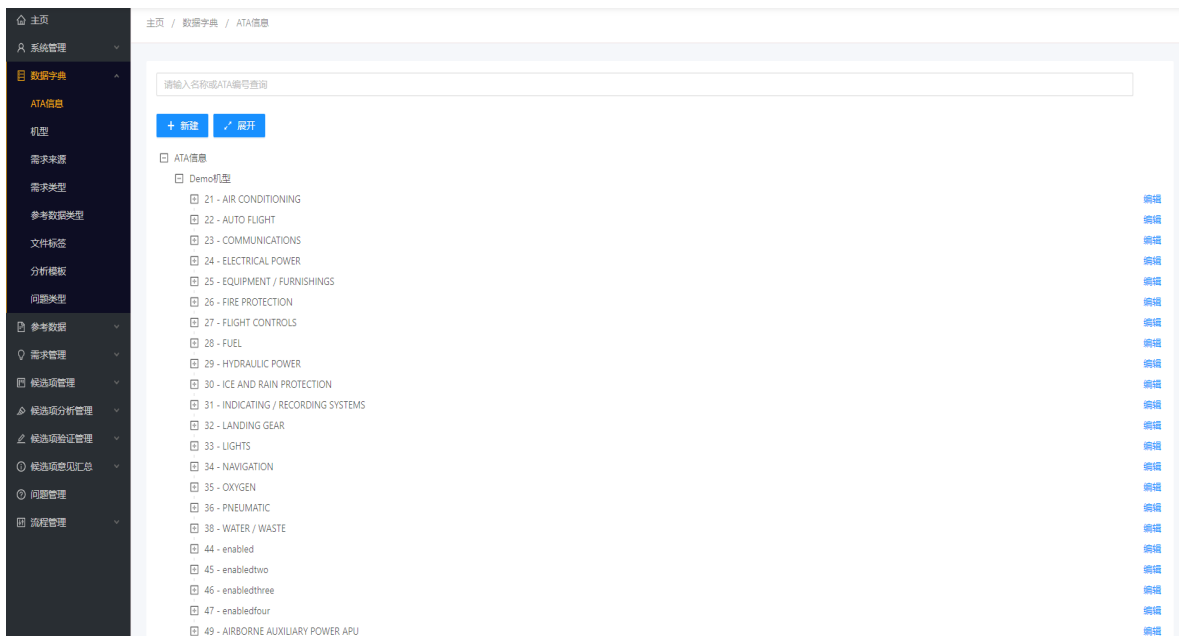 主页
系统管理
数据字典
ATA信息
机型
需求来源
需求类型
参考数据类型
文件标签
分析模板
问题类型
参考数据
需求管理
候选项管理
候选项分析管理
候选项验证管理
候选项意见汇总
问题管理
流程管理
主页 / 数据字典 / ATA信息
请输入名称或ATA编号查询
+ 新建 展开
ATA信息
Demo机型
21 - AIR CONDITIONING 编辑
22 - AUTO FLIGHT 编辑
23 - COMMUNICATIONS 编辑
24 - ELECTRICAL POWER 编辑
25 - EQUIPMENT / FURNISHINGS 编辑
26 - FIRE PROTECTION 编辑
27 - FLIGHT CONTROLS 编辑
28 - FUEL 编辑
29 - HYDRAULIC POWER 编辑
30 - ICE AND RAIN PROTECTION 编辑
31 - INDICATING / RECORDING SYSTEMS 编辑
32 - LANDING GEAR 编辑
33 - LIGHTS 编辑
34 - NAVIGATION 编辑
35 - OXYGEN 编辑
36 - PNEUMATIC 编辑
38 - WATER / WASTE 编辑
44 - enabled 编辑
45 - enabledtwo 编辑
46 - enabledthree 编辑
47 - enabledfour 编辑
49 - AIRBORNE AUXILIARY POWER APU 编辑